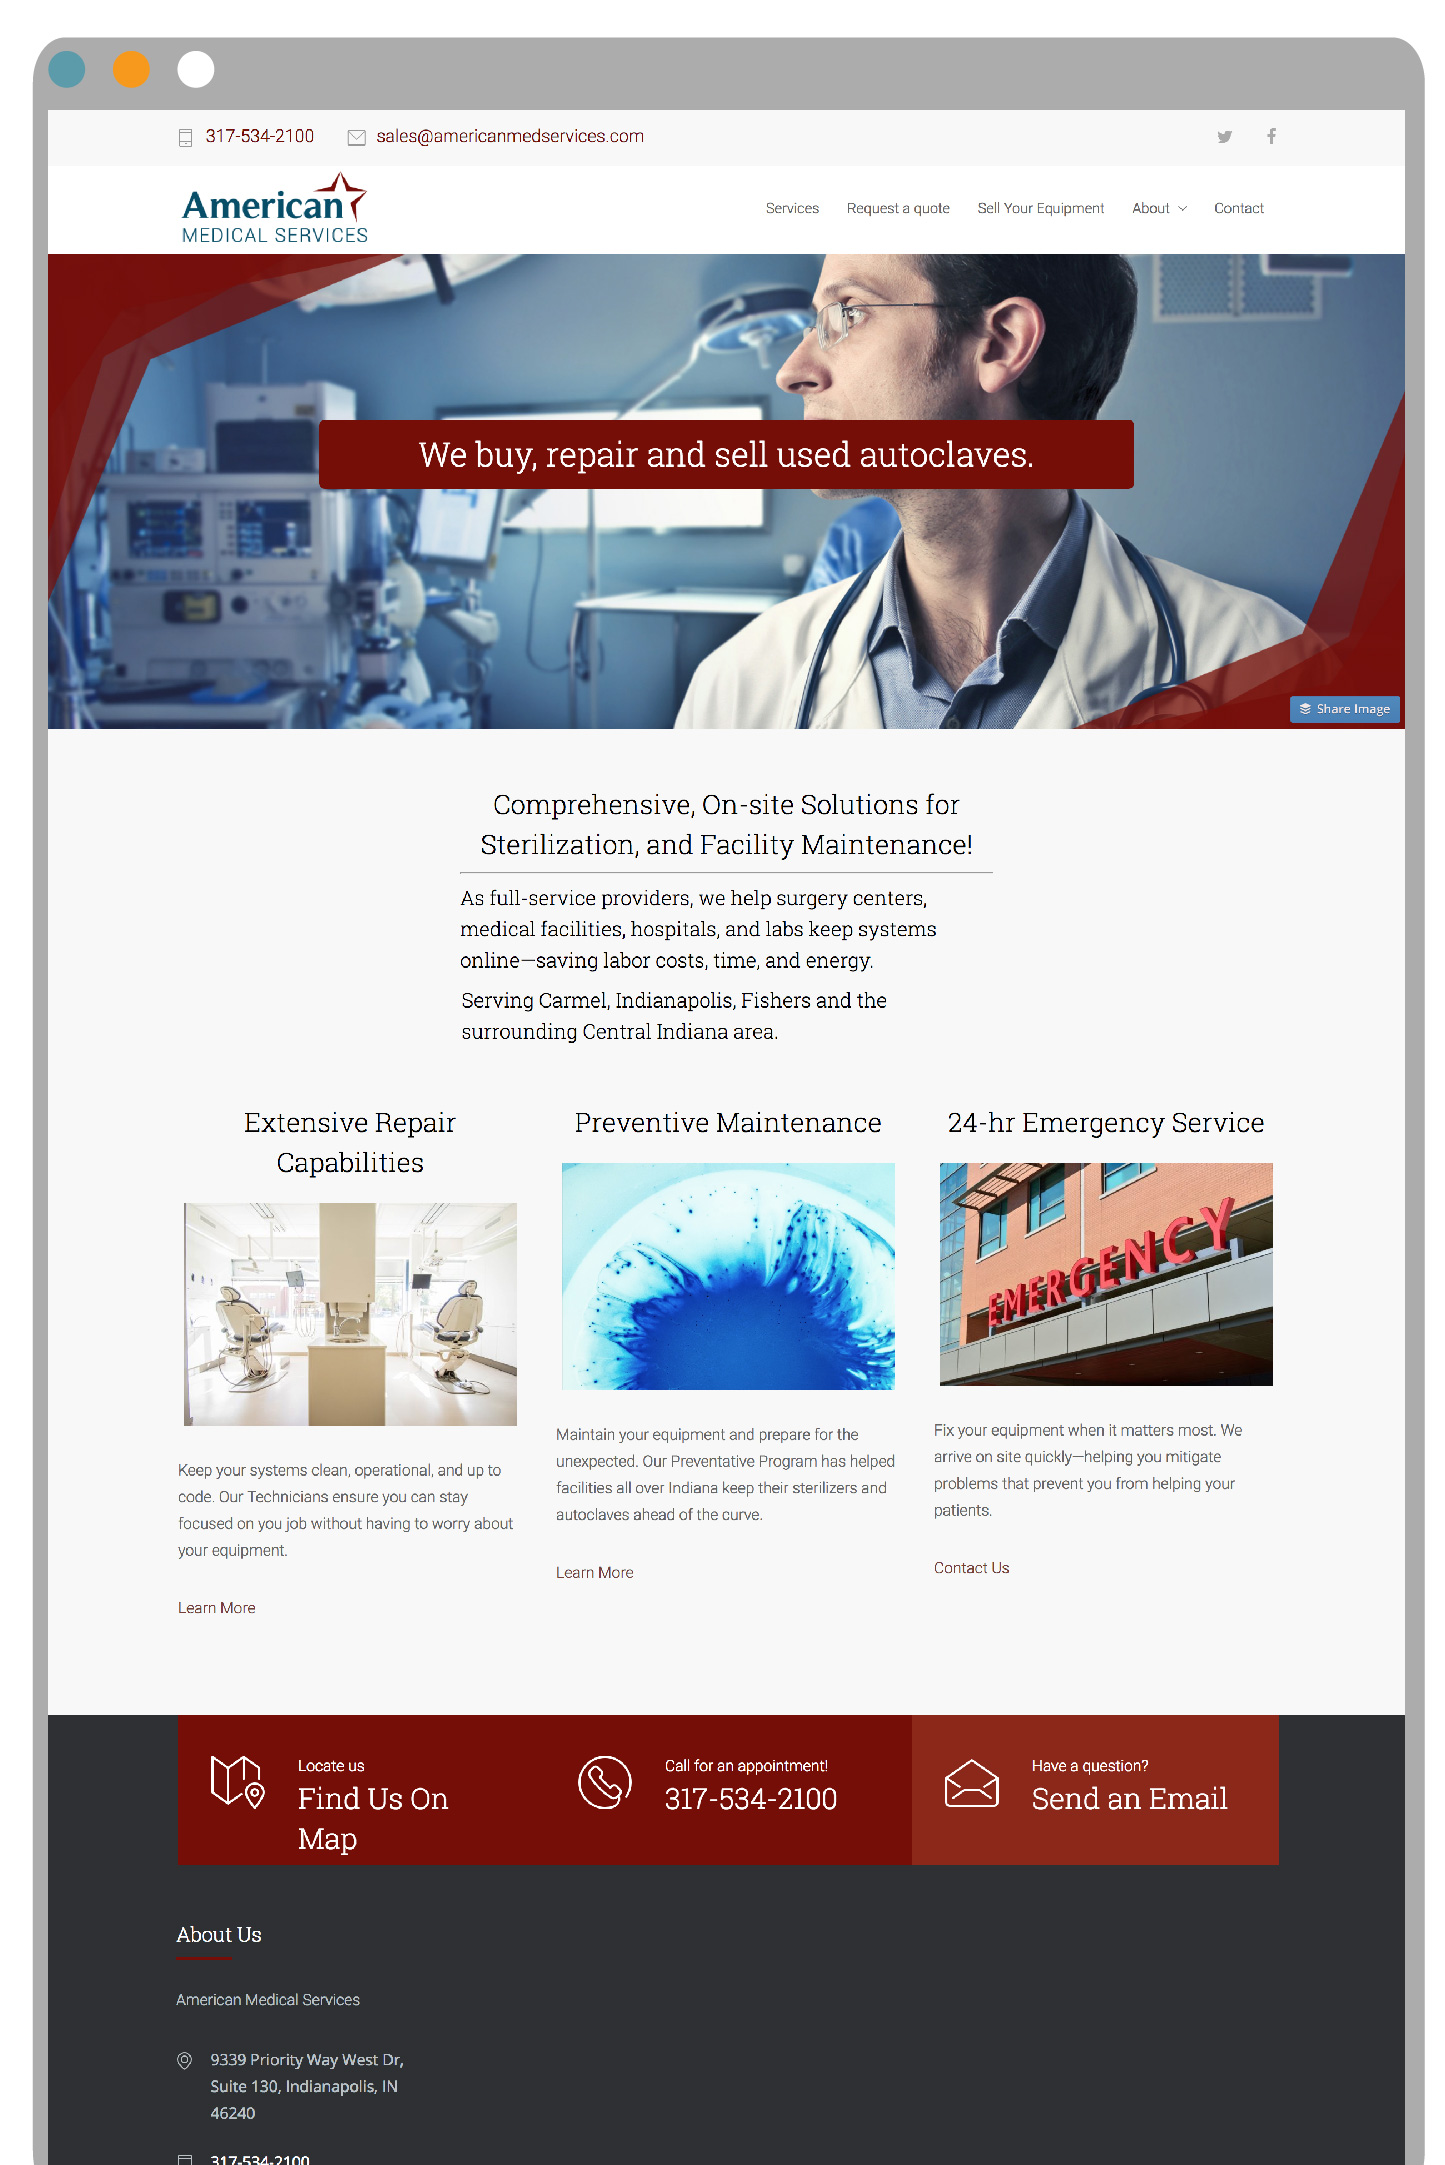 317-534-2100
sales@americanmedservices.com
American
MEDICAL SERVICES
Services
Request a quote
Sell Your Equipment
About
Contact
We buy, repair and sell used autoclaves.
Share Image
Comprehensive, On-site Solutions for
Sterilization, and Facility Maintenance!
As full-service providers, we help surgery centers,
medical facilities, hospitals, and labs keep systems
online—saving labor costs, time, and energy.
Serving Carmel, Indianapolis, Fishers and the
surrounding Central Indiana area.
Extensive Repair
Capabilities
Keep your systems clean, operational, and up to
code. Our Technicians ensure you can stay
focused on you job without having to worry about
your equipment.
Learn More
Preventive Maintenance
Maintain your equipment and prepare for the
unexpected. Our Preventative Program has helped
facilities all over Indiana keep their sterilizers and
autoclaves ahead of the curve.
Learn More
24-hr Emergency Service
EMERGENCY
Fix your equipment when it matters most. We
arrive on site quickly—helping you mitigate
problems that prevent you from helping your
patients.
Contact Us
Locate us
Find Us On
Map
Call for an appointment!
317-534-2100
Have a question?
Send an Email
About Us
American Medical Services
9339 Priority Way West Dr,
Suite 130, Indianapolis, IN
46240
317-534-2100